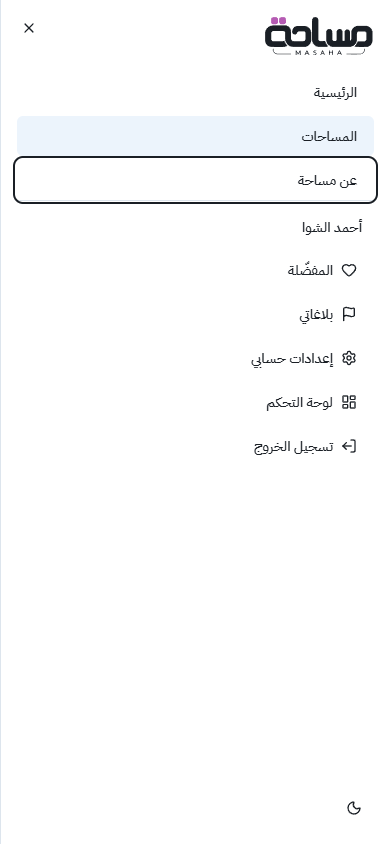 مساحة
MASAHA
الرئيسية
المساحات
عن مساحة
أحمد الشوا
المفضّلة
بلاغاتي
إعدادات حسابي
لوحة التحكم
تسجيل الخروج